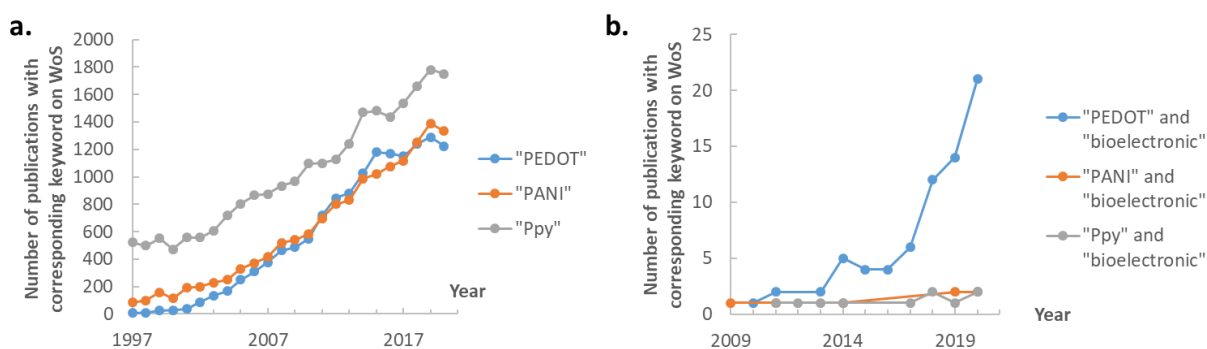 a.
Number of publications with
corresponding keyword on WoS
2000
1800
1600
1400
1200
1000
800
600
400
200
0
1997
2007
2017
Year
"PEDOT"
"PANI"
"Ppy"
b.
Number of publications with
corresponding keyword on WoS
25
20
15
10
5
0
2009
2014
2019
Year
"PEDOT" and
"bioelectronic"
"PANI" and
"bioelectronic"
"Ppy" and
"bioelectronic"